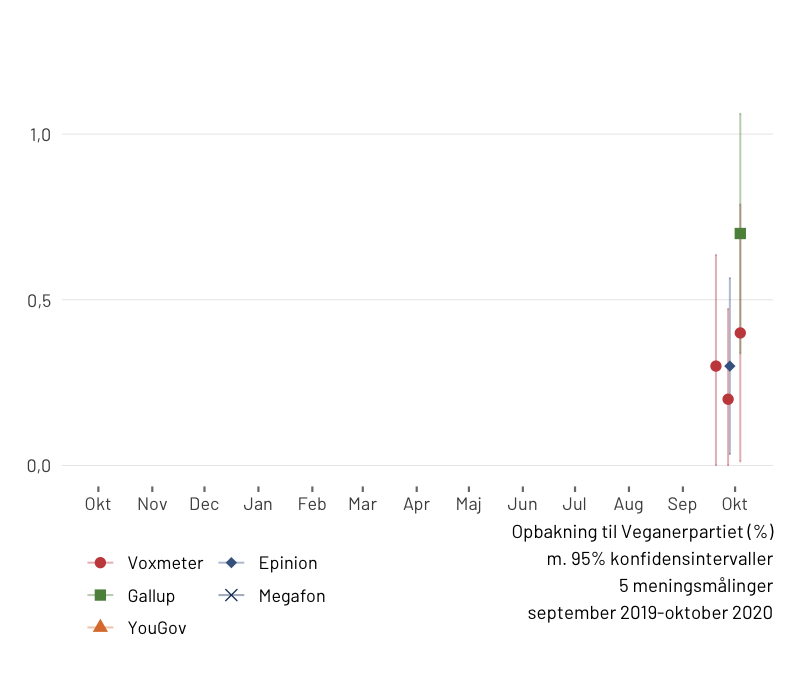 1,0
0,5
0,0
Okt Nov Dec Jan Feb Mar Apr Maj Jun Jul Aug Sep Okt
Opbakning til Veganerpartiet (%)
m. 95% konfidensintervaller
5 meningsmålinger
september 2019-oktober 2020
Voxmeter Epinion
Gallup Megafon
YouGov